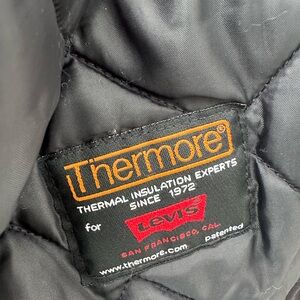 Thermore®
THERMAL INSULATION EXPERTS
SINCE 1972
for
LEVI'S
SAN FRANCISCO, CAL.
www.thermore.com patented